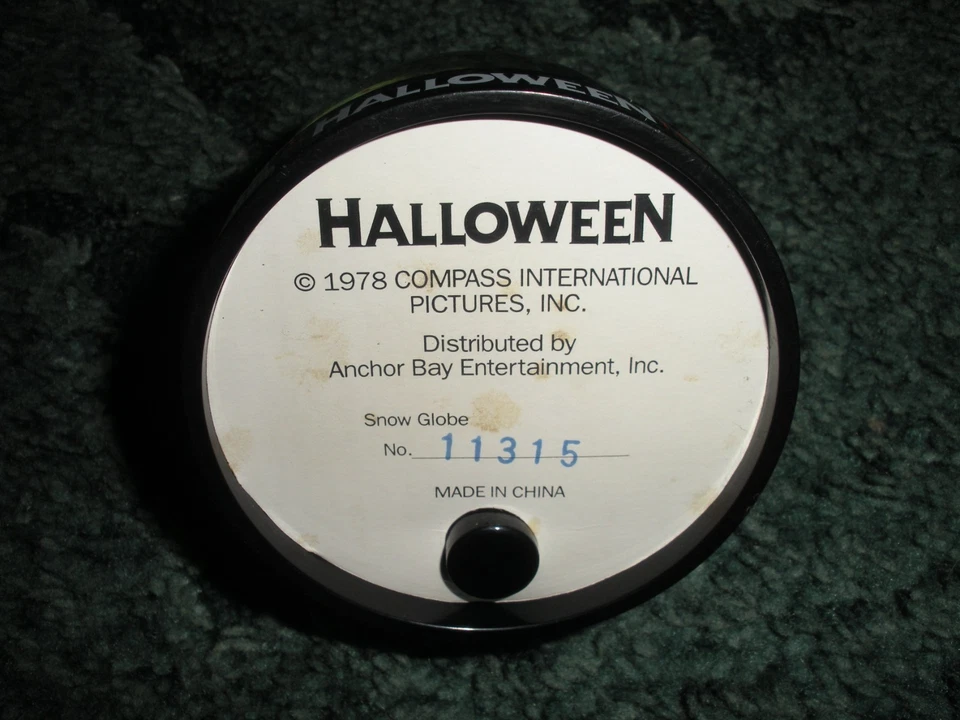 HALLOWEEN
HALLOWEEN
© 1978 COMPASS INTERNATIONAL
PICTURES, INC.
Distributed by
Anchor Bay Entertainment, Inc.
Snow Globe
No. 11315
MADE IN CHINA